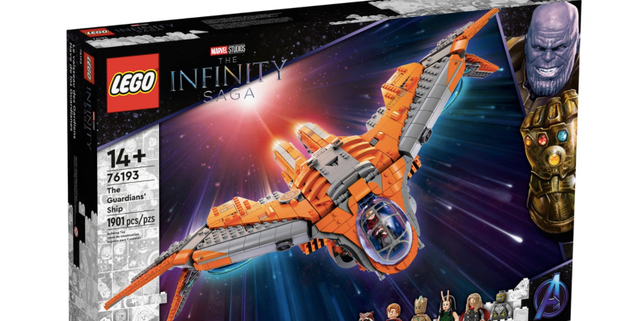 LEGO
MARVEL STUDIOS
THE
INFINITY
SAGA
14+
76193
The
Guardians'
Ship
1901 pcs/pzs